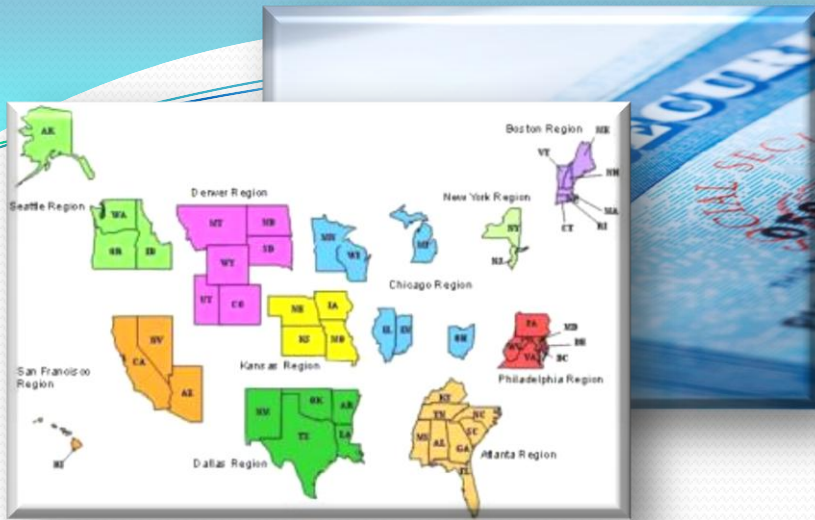 AK
Boston Region
ME
VT
NH
MA
RI
CT
Seattle Region
WA
OR
ID
Denver Region
MT
ND
SD
WY
UT
CO
New York Region
NY
NJ
MN
WI
MI
Chicago Region
IL
IN
OH
NE
IA
KS
MO
Kansas Region
San Francisco
Region
NV
CA
AZ
HI
PA
MD
DE
DC
WV
VA
Philadelphia Region
NM
OK
AR
TX
LA
Dallas Region
KY
TN
NC
SC
MS
AL
GA
FL
Atlanta Region
ECURI